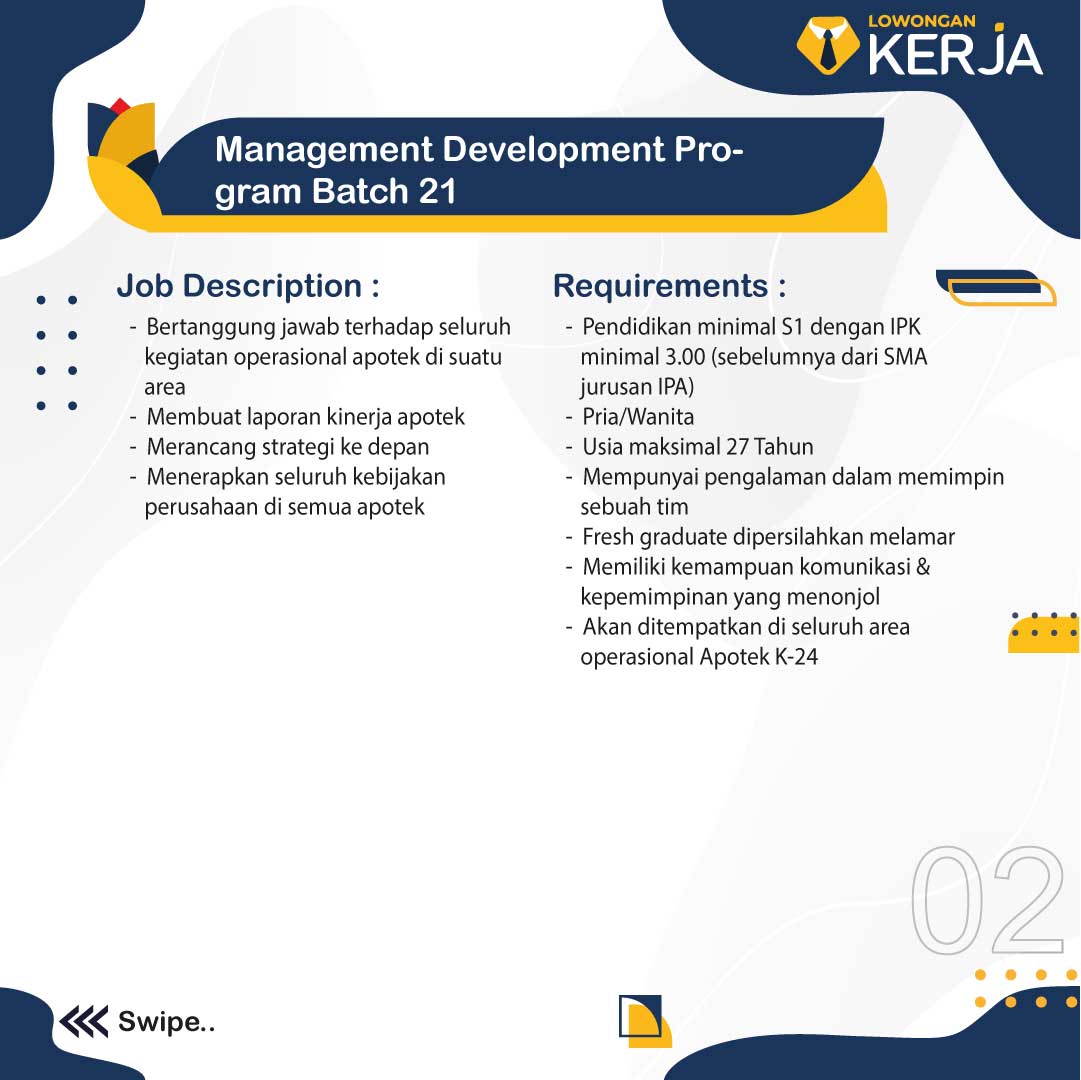 LOWONGAN
KERJA
Management Development Pro-
gram Batch 21
Job Description :
- Bertanggung jawab terhadap seluruh
kegiatan operasional apotek di suatu
area
- Membuat laporan kinerja apotek
- Merancang strategi ke depan
- Menerapkan seluruh kebijakan
perusahaan di semua apotek
Requirements :
- Pendidikan minimal S1 dengan IPK
minimal 3.00 (sebelumnya dari SMA
jurusan IPA)
- Pria/Wanita
- Usia maksimal 27 Tahun
- Mempunyai pengalaman dalam memimpin
sebuah tim
- Fresh graduate dipersilahkan melamar
- Memiliki kemampuan komunikasi &
kepemimpinan yang menonjol
- Akan ditempatkan di seluruh area
operasional Apotek K-24
02
Swipe..